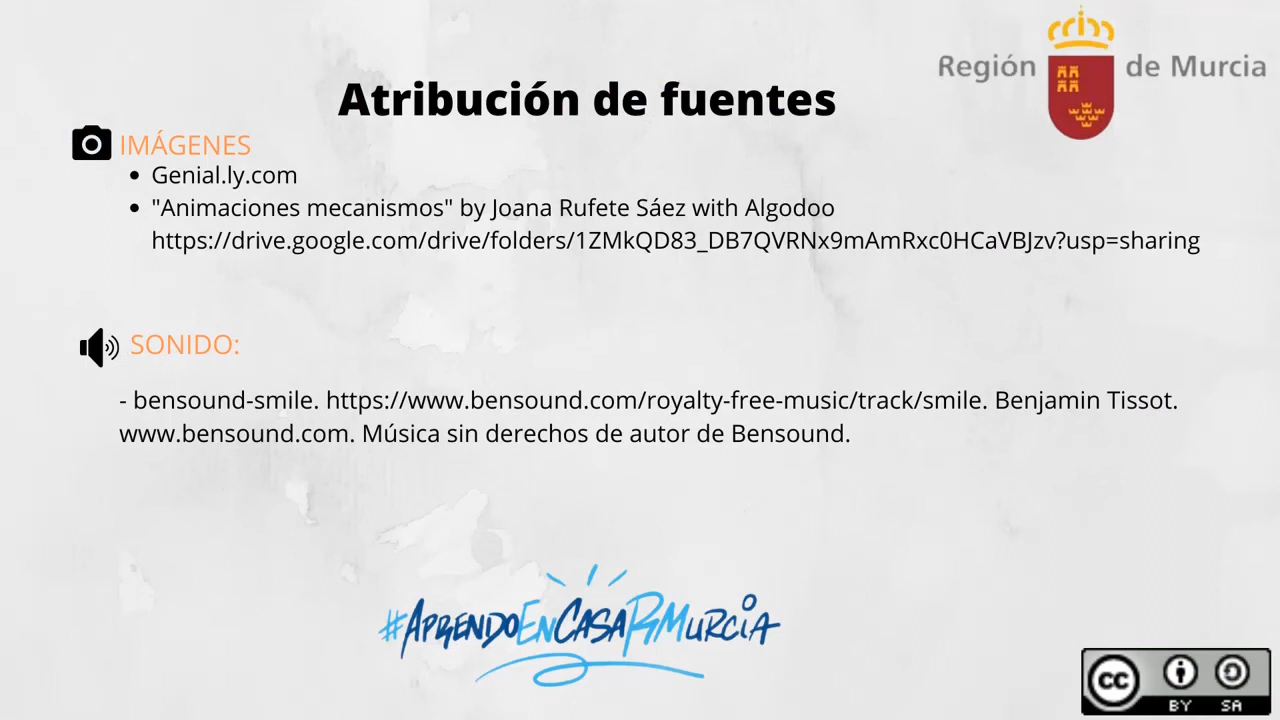 Región de Murcia
Atribución de fuentes
IMÁGENES
• Genial.ly.com
• "Animaciones mecanismos" by Joana Rufete Sáez with Algodoo
https://drive.google.com/drive/folders/1ZMkQD83_DB7QVRNx9mAmRxc0HCaVBJzv?usp=sharing
SONIDO:
- bensound-smile. https://www.bensound.com/royalty-free-music/track/smile. Benjamin Tissot.
www.bensound.com. Música sin derechos de autor de Bensound.
#APRENDOENCASARMURCIA
cc
BY SA